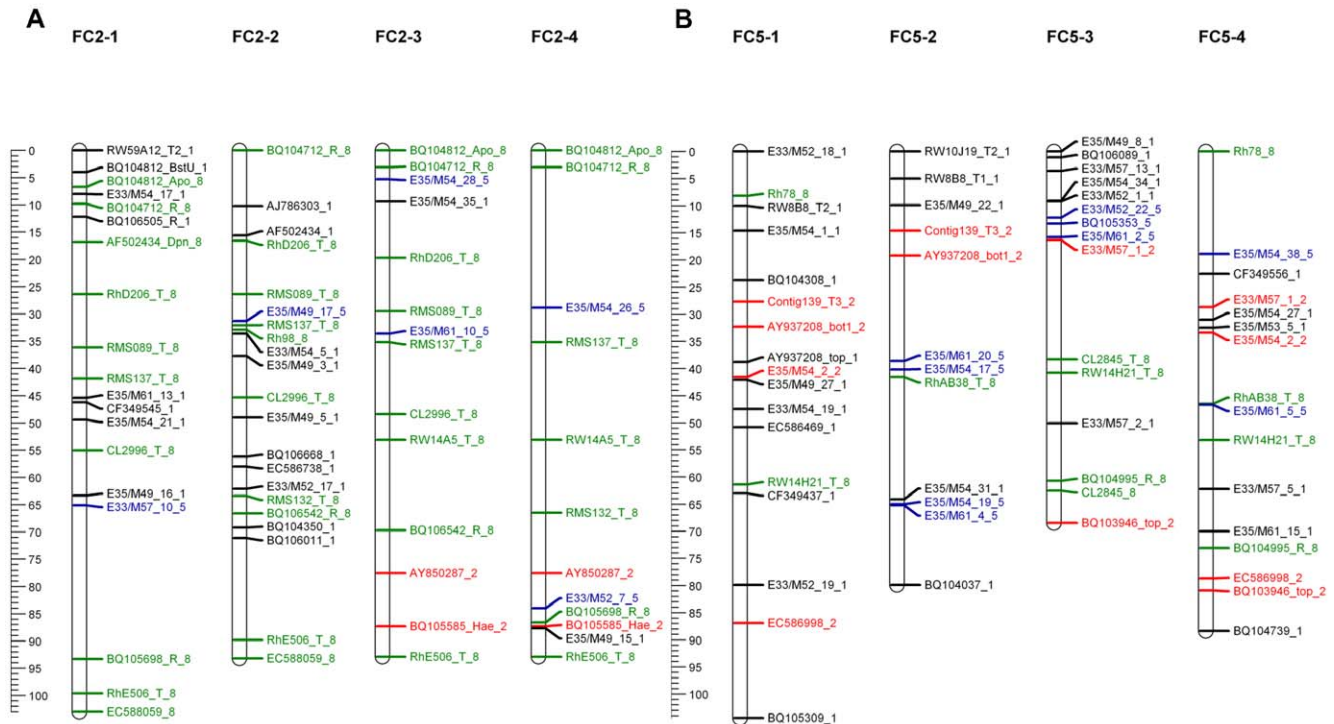 A
B
FC2-1
FC2-2
FC2-3
FC2-4
FC5-1
FC5-2
FC5-3
FC5-4
0
5
10
15
20
25
30
35
40
45
50
55
60
65
70
75
80
85
90
95
100
RW59A12_T2_1
BQ104812_BstU_1
BQ104812_Apo_8
E33/M54_17_1
BQ104712_R_8
BQ106505_R_1
AF502434_Dpn_8
RhD206_T_8
RMS089_T_8
RMS137_T_8
E35/M61_13_1
CF349545_1
E35/M54_21_1
CL2996_T_8
E35/M49_16_1
E33/M57_10_5
BQ105698_R_8
RhE506_T_8
EC588059_8
BQ104712_R_8
AJ786303_1
AF502434_1
RhD206_T_8
RMS089_T_8
E35/M49_17_5
RMS137_T_8
Rh98_8
E33/M54_5_1
E35/M49_3_1
CL2996_T_8
E35/M49_5_1
BQ106668_1
EC586738_1
E33/M52_17_1
RMS132_T_8
BQ106542_R_8
BQ104350_1
BQ106011_1
RhE506_T_8
EC588059_8
BQ104812_Apo_8
BQ104712_R_8
E35/M54_28_5
E35/M54_35_1
RhD206_T_8
RMS089_T_8
E35/M61_10_5
RMS137_T_8
CL2996_T_8
RW14A5_T_8
BQ106542_R_8
AY850287_2
BQ105585_Hae_2
RhE506_T_8
BQ104812_Apo_8
BQ104712_R_8
E35/M54_26_5
RMS137_T_8
RW14A5_T_8
RMS132_T_8
AY850287_2
E33/M52_7_5
BQ105698_R_8
BQ105585_Hae_2
E35/M49_15_1
RhE506_T_8
0
5
10
15
20
25
30
35
40
45
50
55
60
65
70
75
80
85
90
95
100
E33/M52_18_1
Rh78_8
RW8B8_T2_1
E35/M54_1_1
BQ104308_1
Contig139_T3_2
AY937208_bot1_2
AY937208_top_1
E35/M54_2_2
E35/M49_27_1
E33/M54_19_1
EC586469_1
RW14H21_T_8
CF349437_1
E33/M52_19_1
EC586998_2
BQ105309_1
RW10J19_T2_1
RW8B8_T1_1
E35/M49_22_1
Contig139_T3_2
AY937208_bot1_2
E35/M61_20_5
E35/M54_17_5
RhAB38_T_8
E35/M54_31_1
E35/M54_19_5
E35/M61_4_5
BQ104037_1
E35/M49_8_1
BQ106089_1
E33/M57_13_1
E35/M54_34_1
E33/M52_1_1
E33/M52_22_5
BQ105353_5
E35/M61_2_5
E33/M57_1_2
CL2845_T_8
RW14H21_T_8
E33/M57_2_1
BQ104995_R_8
CL2845_8
BQ103946_top_2
Rh78_8
E35/M54_38_5
CF349556_1
E33/M57_1_2
E35/M54_27_1
E35/M53_5_1
E35/M54_2_2
RhAB38_T_8
E35/M61_5_5
RW14H21_T_8
E33/M57_5_1
E35/M61_15_1
BQ104995_R_8
EC586998_2
BQ103946_top_2
BQ104739_1